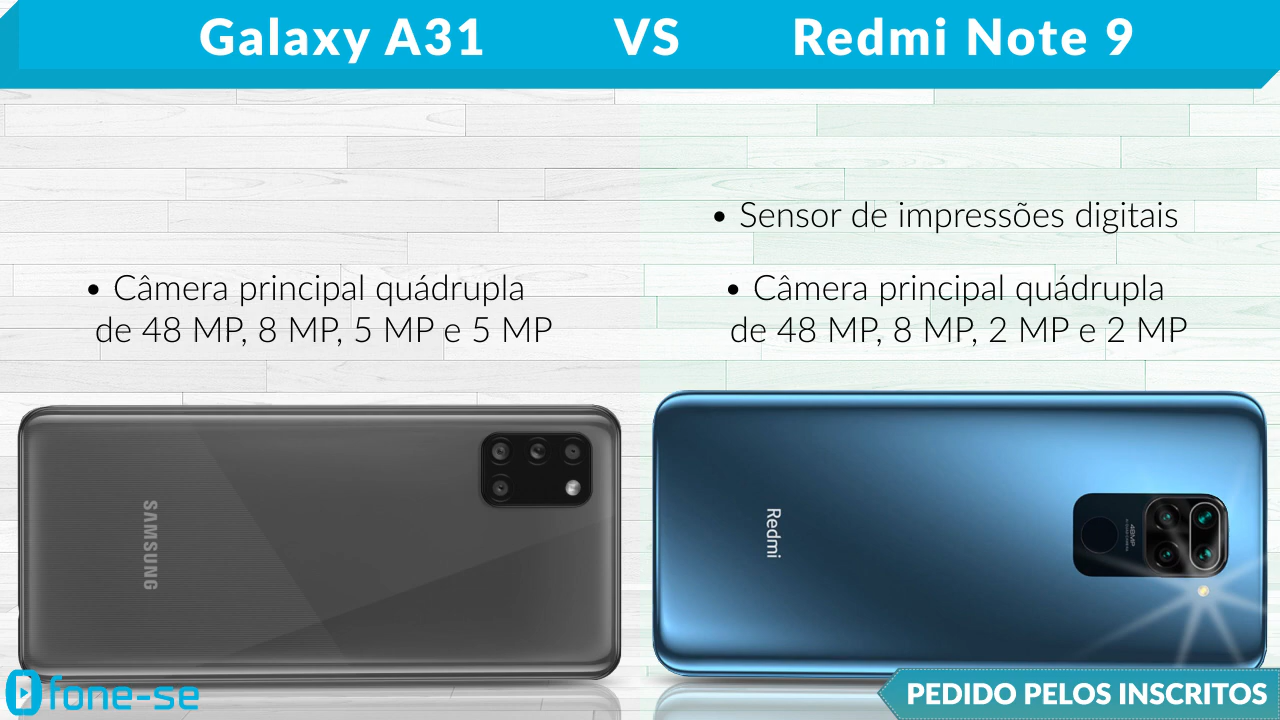 Galaxy A31 VS Redmi Note 9
• Sensor de impressões digitais
• Câmera principal quádrupla
de 48 MP, 8 MP, 5 MP e 5 MP
• Câmera principal quádrupla
de 48 MP, 8 MP, 2 MP e 2 MP
SAMSUNG
Redmi
48MP
fone-se
PEDIDO PELOS INSCRITOS